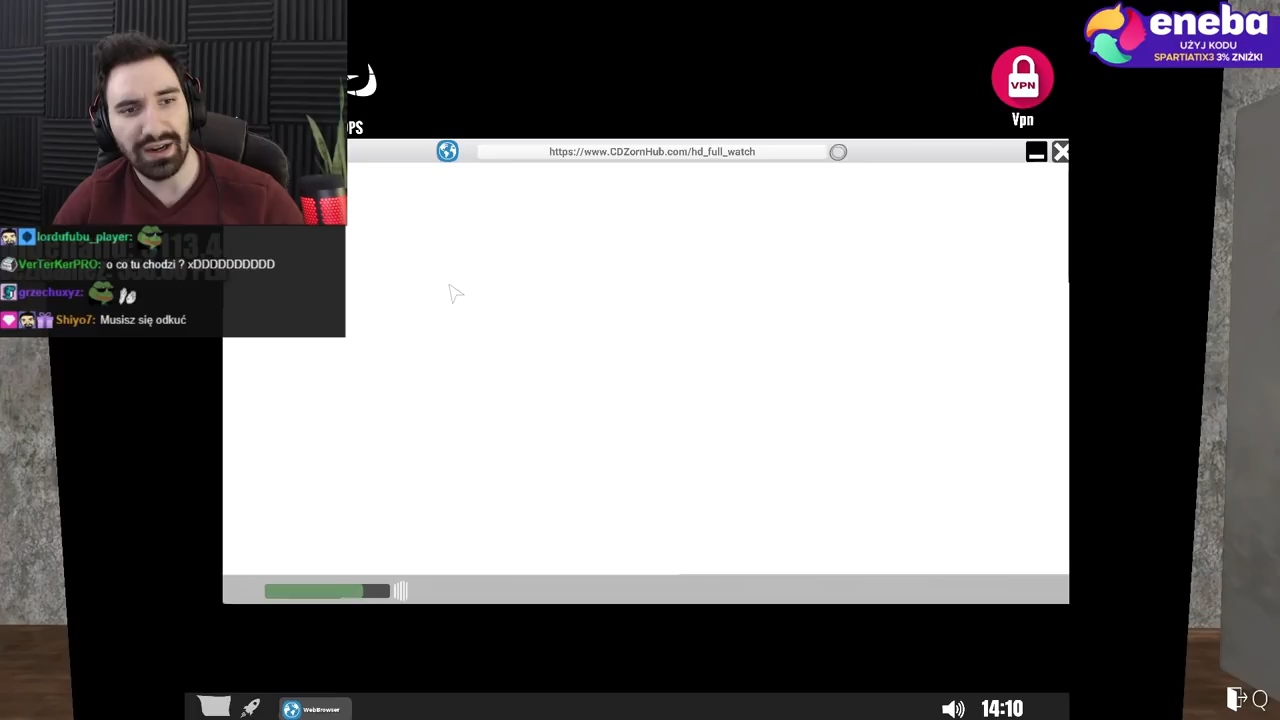 eneba
UŻYJ KODU
SPARTIATIX3 3% ZNIŻKI
VPN
Vpn
OPS
https://www.CDZornHub.com/hd_full_watch
lordufubu_player:
VerTerKerPRO: o co tu chodzi ? xDDDDDDDDDD
grzechuxyz:
Shiyo7: Musisz się odkuć
WebBrowser
14:10
Q